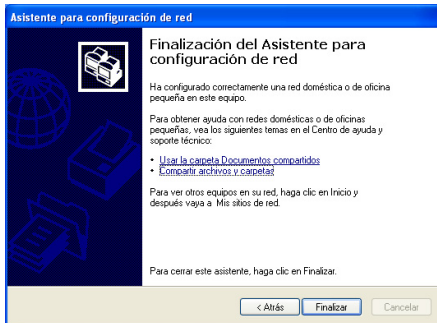 Asistente para configuración de red
Finalización del Asistente para
configuración de red
Ha configurado correctamente una red doméstica o de oficina
pequeña en este equipo.
Para obtener ayuda con redes domésticas o de oficinas
pequeñas, vea los siguientes temas en el Centro de ayuda y
soporte técnico:
• Usar la carpeta Documentos compartidos
• Compartir archivos y carpetas
Para ver otros equipos en su red, haga clic en Inicio y
después vaya a Mis sitios de red.
Para cerrar este asistente, haga clic en Finalizar.
< Atrás Finalizar Cancelar